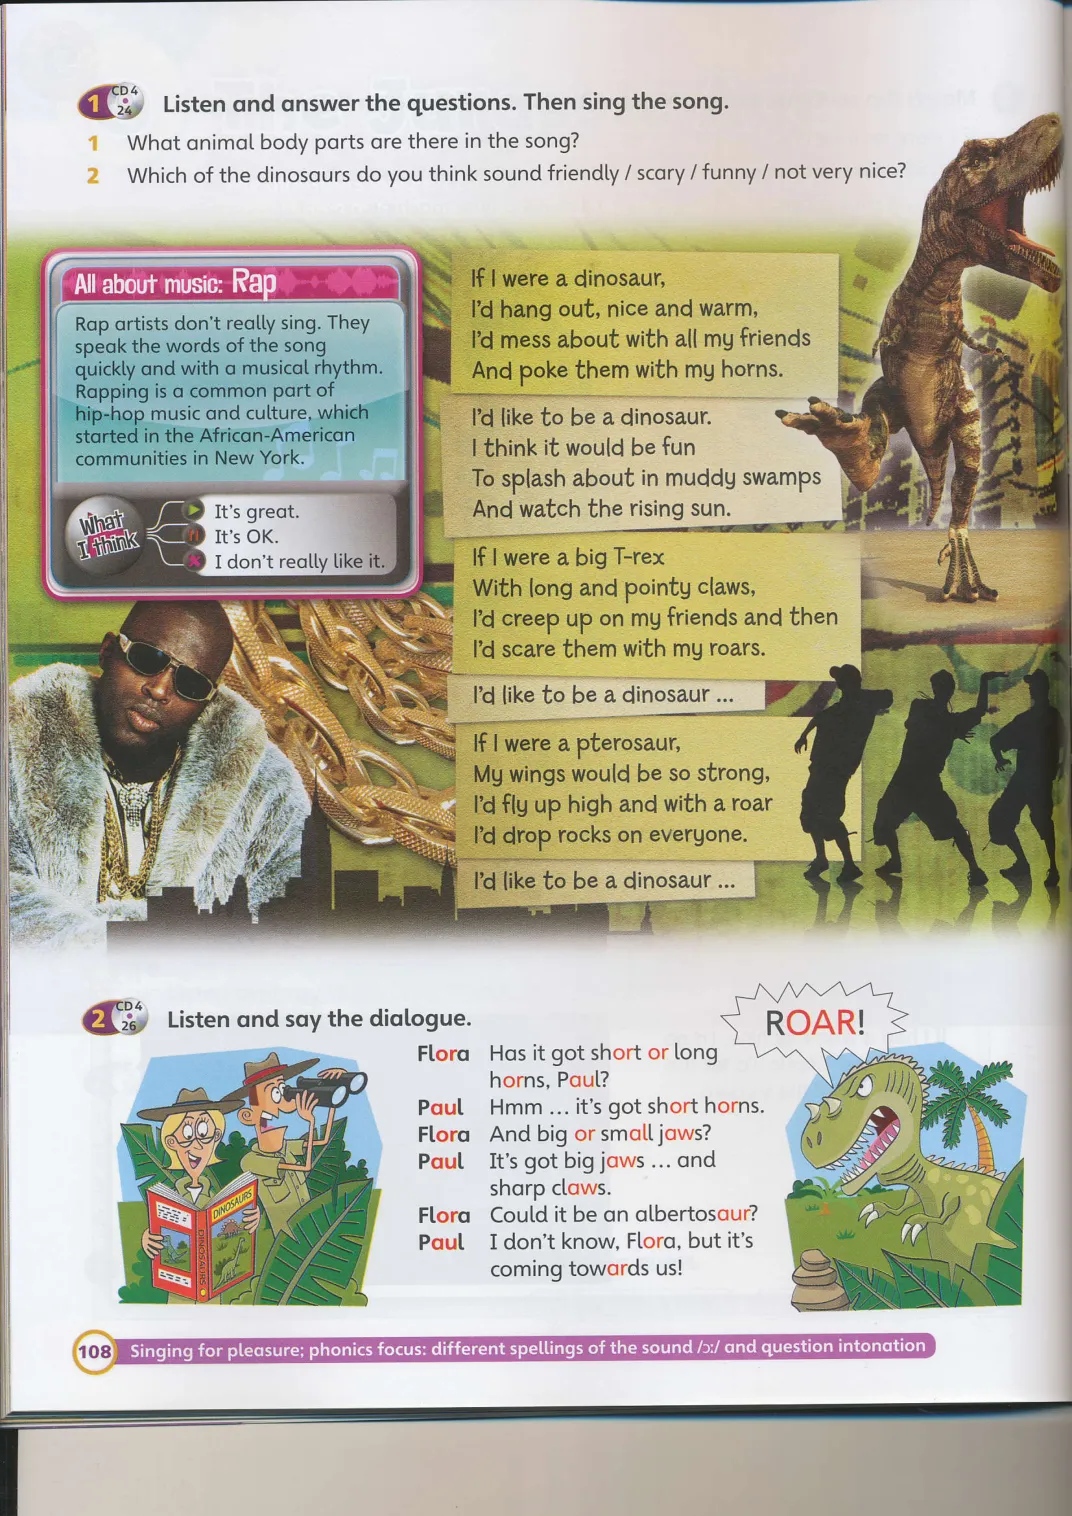 1 CD4 24 Listen and answer the questions. Then sing the song.
1 What animal body parts are there in the song?
2 Which of the dinosaurs do you think sound friendly / scary / funny / not very nice?
All about music: Rap
Rap artists don't really sing. They
speak the words of the song
quickly and with a musical rhythm.
Rapping is a common part of
hip-hop music and culture, which
started in the African-American
communities in New York.
What
I think
It's great.
It's OK.
I don't really like it.
If I were a dinosaur,
I'd hang out, nice and warm,
I'd mess about with all my friends
And poke them with my horns.
I'd like to be a dinosaur.
I think it would be fun
To splash about in muddy swamps
And watch the rising sun.
If I were a big T-rex
With long and pointy claws,
I'd creep up on my friends and then
I'd scare them with my roars.
I'd like to be a dinosaur ...
If I were a pterosaur,
My wings would be so strong,
I'd fly up high and with a roar
I'd drop rocks on everyone.
I'd like to be a dinosaur ...
2 CD4 26 Listen and say the dialogue.
ROAR!
Flora Has it got short or long
horns, Paul?
Paul Hmm ... it's got short horns.
Flora And big or small jaws?
Paul It's got big jaws ... and
sharp claws.
Flora Could it be an albertosaur?
Paul I don't know, Flora, but it's
coming towards us!
DINOSAURS
DINOSAURS
108 Singing for pleasure; phonics focus: different spellings of the sound /ɔː/ and question intonation